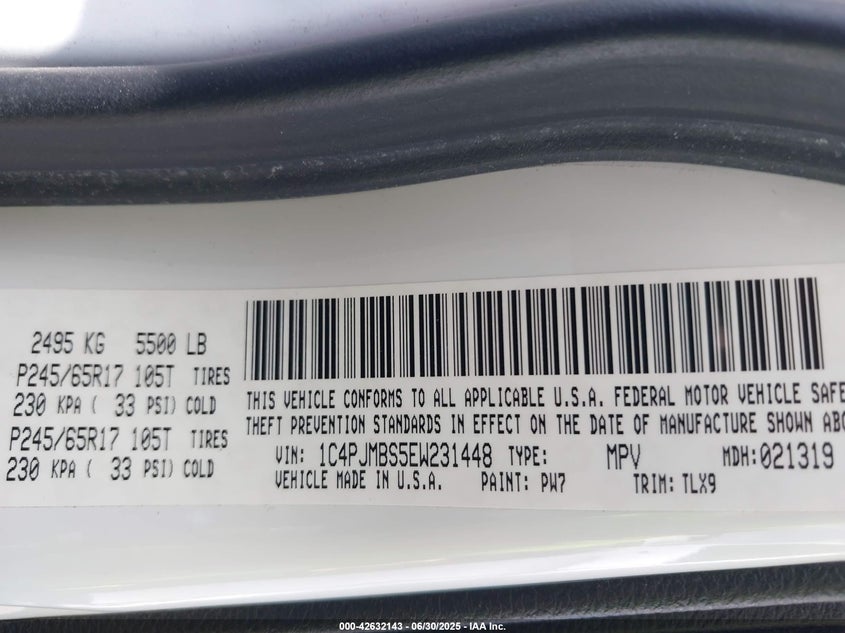 2495 KG 5500 LB
P245/65R17 105T TIRES
230 KPA ( 33 PSI) COLD
P245/65R17 105T TIRES
230 KPA ( 33 PSI) COLD
THIS VEHICLE CONFORMS TO ALL APPLICABLE U.S.A. FEDERAL MOTOR VEHICLE SAFE
THEFT PREVENTION STANDARDS IN EFFECT ON THE DATE OF MANUFACTURE SHOWN ABO
VIN: 1C4PJMBS5EW231448 TYPE: MPV MDH: 021319
VEHICLE MADE IN U.S.A. PAINT: PW7 TRIM: TLX9
000-42632143 - 06/30/2025 - IAA Inc.